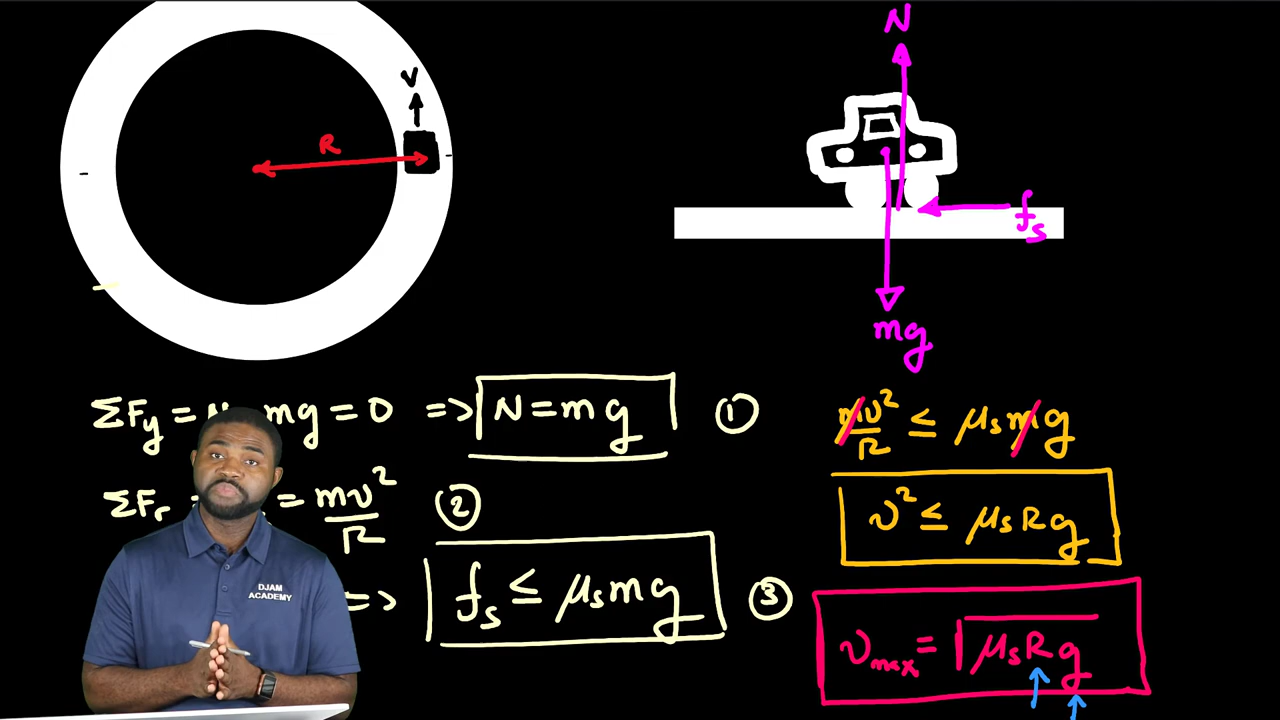 V
R
N
fs
mg
ΣFy = N mg = 0 => N = mg ①
ΣFr = mv²/R ②
=> fs ≤ μsmg ③
mv²/R ≤ μsmg
v² ≤ μsRg
vmax = √μsRg
DJAM
ACADEMY